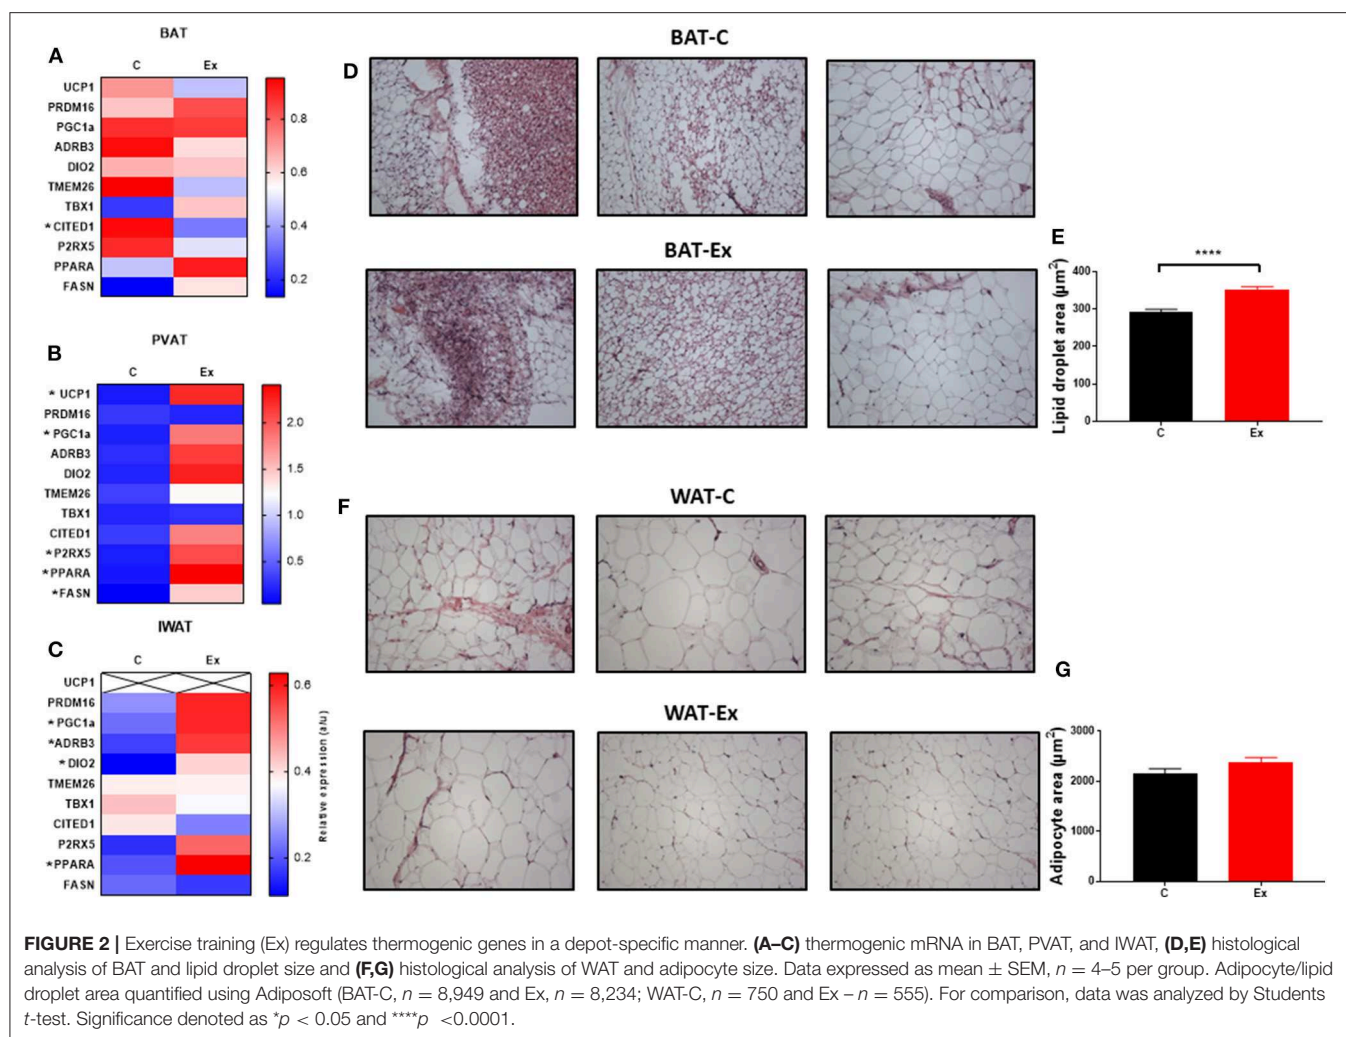 BAT
A
C Ex
UCP1
PRDM16
PGC1a
ADRB3
DIO2
TMEM26
TBX1
*CITED1
P2RX5
PPARA
FASN
0.8
0.6
0.4
0.2
PVAT
B
C Ex
* UCP1
PRDM16
* PGC1a
ADRB3
DIO2
TMEM26
TBX1
CITED1
*P2RX5
*PPARA
*FASN
2.0
1.5
1.0
0.5
IWAT
C
C Ex
UCP1
PRDM16
*PGC1a
*ADRB3
*DIO2
TMEM26
TBX1
CITED1
P2RX5
*PPARA
FASN
0.6
0.4
0.2
Relative expression (a/u)
D
BAT-C
BAT-Ex
E
****
Lipid droplet area (µm²)
400
300
200
100
0
C Ex
F
WAT-C
WAT-Ex
G
Adipocyte area (µm²)
3000
2000
1000
0
C Ex
FIGURE 2 | Exercise training (Ex) regulates thermogenic genes in a depot-specific manner. (A–C) thermogenic mRNA in BAT, PVAT, and IWAT, (D,E) histological
analysis of BAT and lipid droplet size and (F,G) histological analysis of WAT and adipocyte size. Data expressed as mean ± SEM, n = 4–5 per group. Adipocyte/lipid
droplet area quantified using Adiposoft (BAT-C, n = 8,949 and Ex, n = 8,234; WAT-C, n = 750 and Ex – n = 555). For comparison, data was analyzed by Students
t-test. Significance denoted as *p < 0.05 and ****p <0.0001.